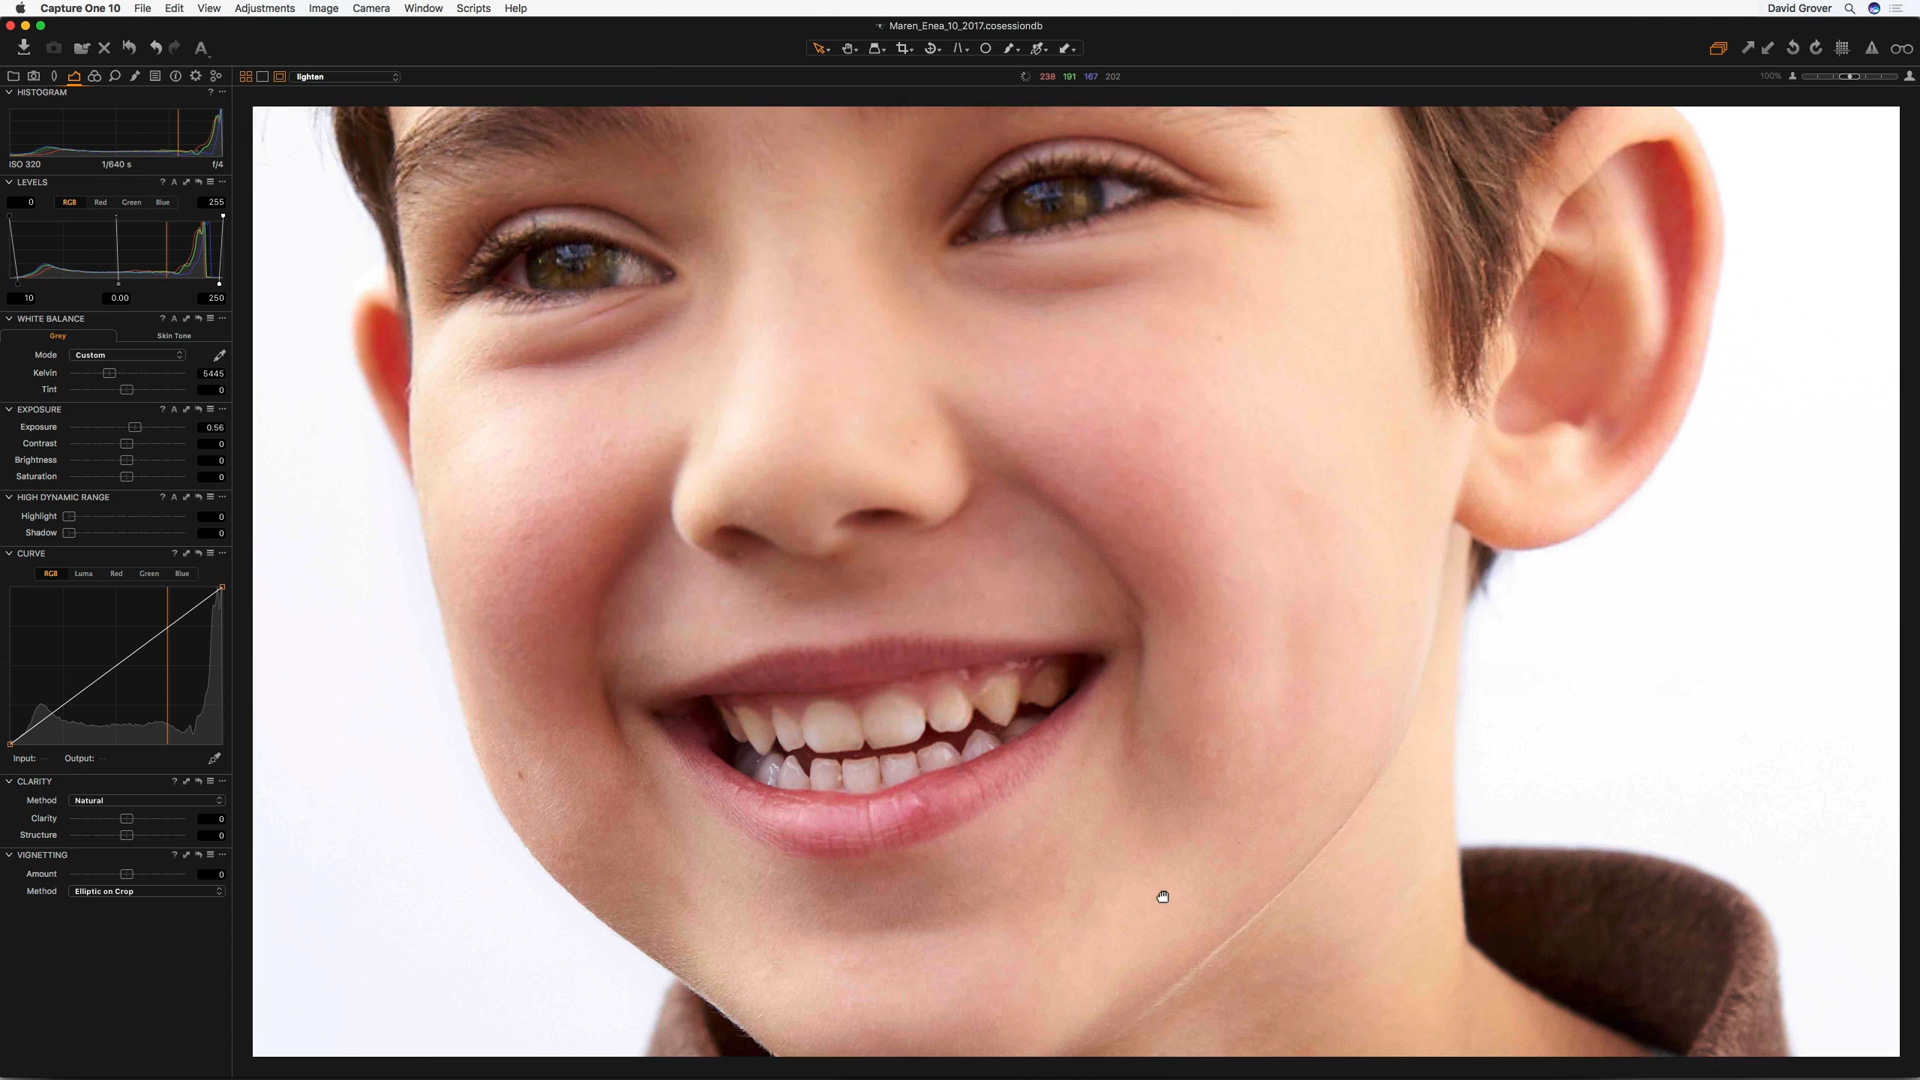 Capture One 10 File Edit View Adjustments Image Camera Window Scripts Help David Grover
Maren_Enea_10_2017.cosessiondb
lighten 238 191 167 202 100%
HISTOGRAM
ISO 320 1/640 s f/4
LEVELS
0 RGB Red Green Blue 255
10 0.00 250
WHITE BALANCE
Grey Skin Tone
Mode Custom
Kelvin 5445
Tint 0
EXPOSURE
Exposure 0.56
Contrast 0
Brightness 0
Saturation 0
HIGH DYNAMIC RANGE
Highlight 0
Shadow 0
CURVE
RGB Luma Red Green Blue
Input: -- Output: --
CLARITY
Method Natural
Clarity 0
Structure 0
VIGNETTING
Amount 0
Method Elliptic on Crop